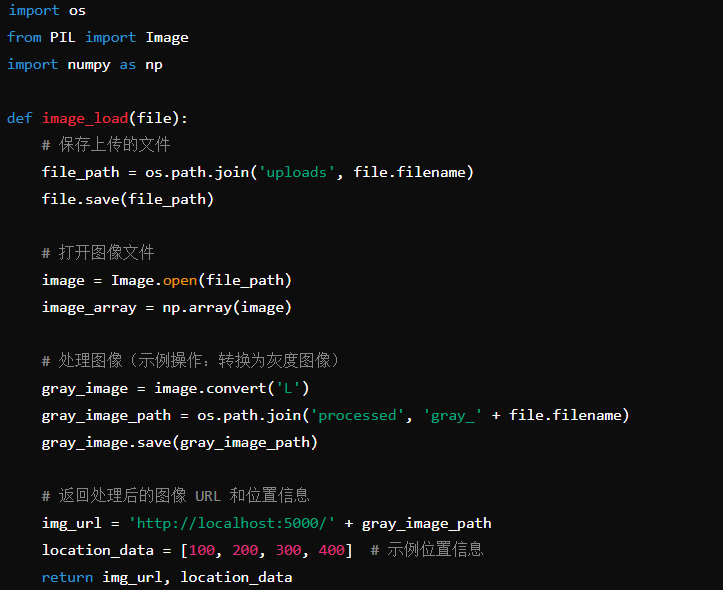 import os
from PIL import Image
import numpy as np

def image_load(file):
    # 保存上传的文件
    file_path = os.path.join('uploads', file.filename)
    file.save(file_path)

    # 打开图像文件
    image = Image.open(file_path)
    image_array = np.array(image)

    # 处理图像（示例操作：转换为灰度图像）
    gray_image = image.convert('L')
    gray_image_path = os.path.join('processed', 'gray_' + file.filename)
    gray_image.save(gray_image_path)

    # 返回处理后的图像 URL 和位置信息
    img_url = 'http://localhost:5000/' + gray_image_path
    location_data = [100, 200, 300, 400]  # 示例位置信息
    return img_url, location_data